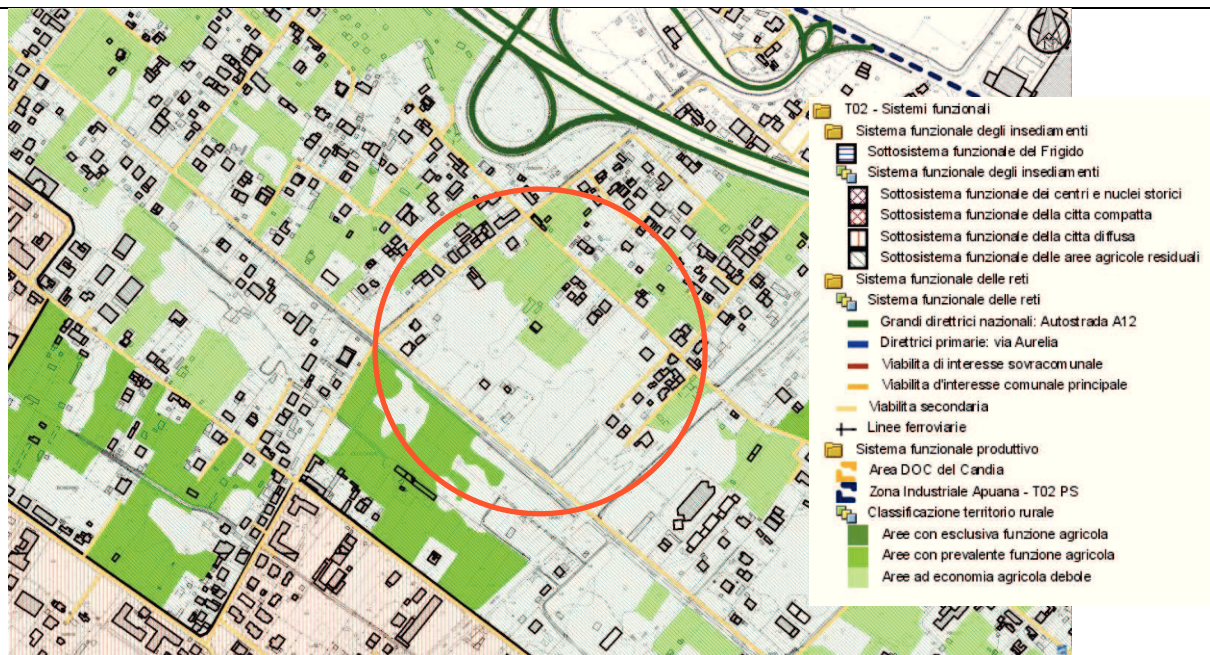 T02 - Sistemi funzionali
Sistema funzionale degli insediamenti
Sottosistema funzionale del Frigido
Sistema funzionale degli insediamenti
Sottosistema funzionale dei centri e nuclei storici
Sottosistema funzionale della citta compatta
Sottosistema funzionale della citta diffusa
Sottosistema funzionale delle aree agricole residuali
Sistema funzionale delle reti
Sistema funzionale delle reti
Grandi direttrici nazionali: Autostrada A12
Direttrici primarie: via Aurelia
Viabilita di interesse sovracomunale
Viabilita d'interesse comunale principale
Viabilita secondaria
Linee ferroviarie
Sistema funzionale produttivo
Area DOC del Candia
Zona Industriale Apuana - T02 PS
Classificazione territorio rurale
Aree con esclusiva funzione agricola
Aree con prevalente funzione agricola
Aree ad economia agricola debole